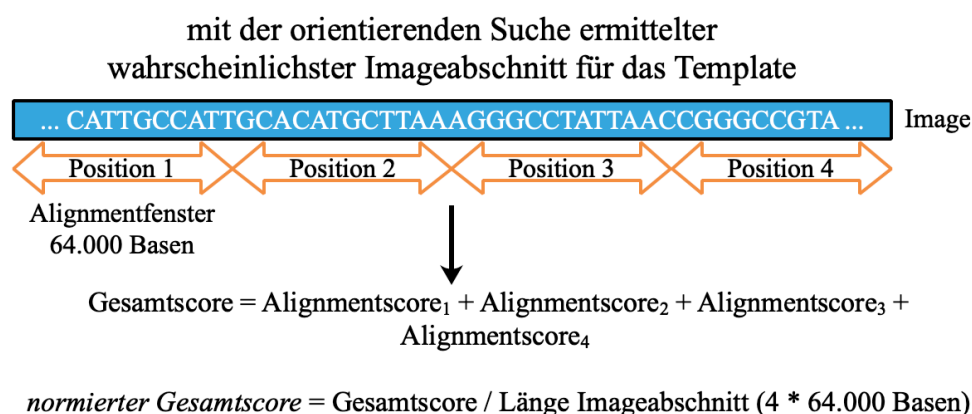 mit der orientierenden Suche ermittelter
wahrscheinlichster Imageabschnitt für das Template
... CATTGCCATTGCACATGCTTAAAGGGCCTATTAACCGGGCCGTA ...
Image
Position 1 Position 2 Position 3 Position 4
Alignmentfenster
64.000 Basen
Gesamtscore = Alignmentscore₁ + Alignmentscore₂ + Alignmentscore₃ +
Alignmentscore₄
normierter Gesamtscore = Gesamtscore / Länge Imageabschnitt (4 * 64.000 Basen)